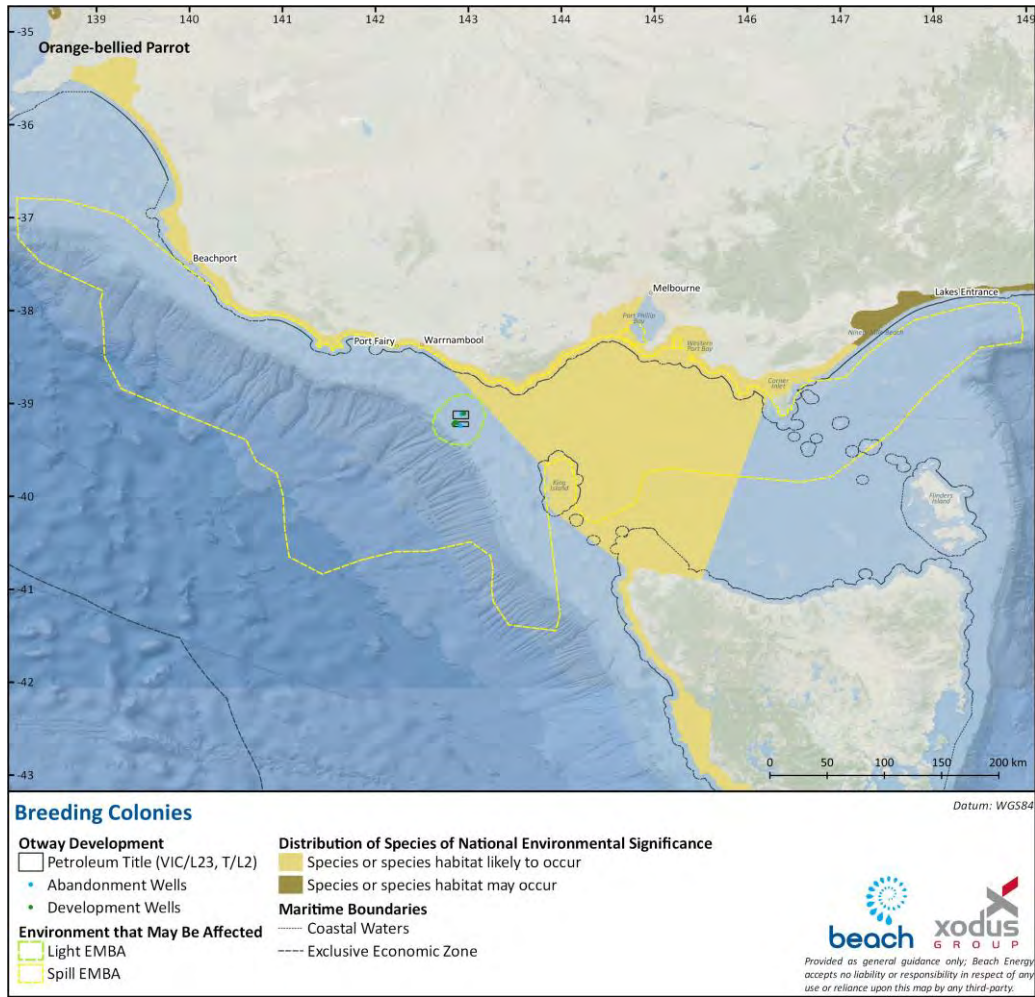 139 140 141 142 143 144 145 146 147 148 149
-35
Orange-bellied Parrot
-36
-37
Beachport
Melbourne
-38
Lakes Entrance
Port Phillip
Bay
Port Fairy
Warrnambool
Western
Port Bay
Corner
Inlet
-39
King
Island
-40
Flinders
Island
-41
-42
-43
0 50 100 150 200 km
Breeding Colonies
Datum: WGS84
Otway Development
Petroleum Title (VIC/L23, T/L2)
Abandonment Wells
Development Wells
Environment that May Be Affected
Light EMBA
Spill EMBA
Distribution of Species of National Environmental Significance
Species or species habitat likely to occur
Species or species habitat may occur
Maritime Boundaries
Coastal Waters
Exclusive Economic Zone
beach
xodus
GROUP
Provided as general guidance only; Beach Energy
accepts no liability or responsibility in respect of any
use or reliance upon this map by any third-party.